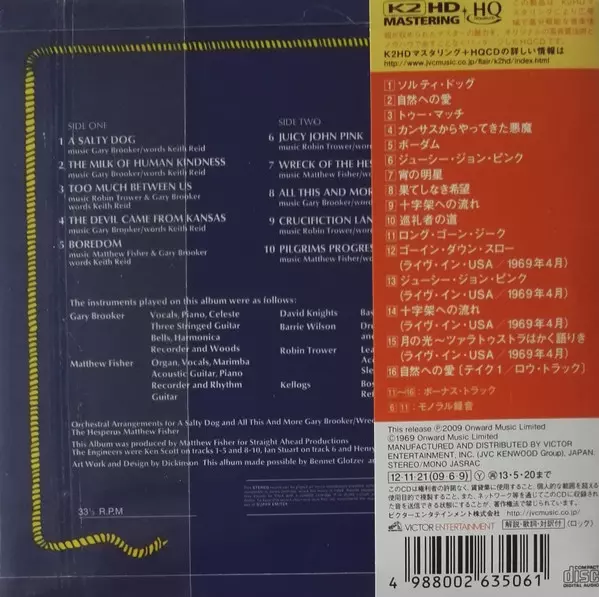 SIDE ONE
1 A SALTY DOG
music Gary Brooker/words Keith Reid
2 THE MILK OF HUMAN KINDNESS
music Gary Brooker/words Keith Reid
3 TOO MUCH BETWEEN US
music Robin Trower & Gary Brooker
words Keith Reid
4 THE DEVIL CAME FROM KANSAS
music Gary Brooker/words Keith Reid
5 BOREDOM
music Matthew Fisher & Gary Brooker
words Keith Reid
SIDE TWO
6 JUICY JOHN PINK
music Robin Trower/words
7 WRECK OF THE HES
music Matthew Fisher/
8 ALL THIS AND MOR
music Gary Brooker/wor
9 CRUCIFICTION LAN
music Robin Trower/wor
10 PILGRIMS PROGRES
music Matthew Fisher/w
The instruments played on this album were as follows:
Gary Brooker Vocals, Piano, Celeste
Three Stringed Guitar
Bells, Harmonica
Recorder and Woods
Matthew Fisher Organ, Vocals, Marimba
Acoustic Guitar, Piano
Recorder and Rhythm
Guitar
David Knights
Barrie Wilson
Robin Trower
Kellogs
Orchestral Arrangements for A Salty Dog and All This And More Gary Brooker/Wrec
The Hesperus Matthew Fisher
This Album was produced by Matthew Fisher for Straight Ahead Productions
The Engineers were Ken Scott on tracks 1-5 and 8-10, Ian Stuart on track 6 and Henry
Art Work and Design by Dickinson This album made possible by Bennet Glotzer and
33⅓ R.P.M
K2 HD MASTERING + HQ
K2HDマスタリング+HQCDの詳しい情報は
http://www.jvcmusic.co.jp/flair/k2hd/index.html
1 ソルティ・ドッグ
2 自然への愛
3 トゥー・マッチ
4 カンサスからやってきた悪魔
5 ボーダム
6 ジューシー・ジョン・ピンク
7 宵の明星
8 果てしなき希望
9 十字架への流れ
10 巡礼者の道
11 ロング・ゴーン・ジーク
12 ゴーイン・ダウン・スロー
(ライヴ・イン・USA/1969年4月)
13 ジューシー・ジョン・ピンク
(ライヴ・イン・USA/1969年4月)
14 十字架への流れ
(ライヴ・イン・USA/1969年4月)
15 月の光~ツァラトゥストラはかく語りき
(ライヴ・イン・USA/1969年4月)
16 自然への愛 [テイク1/ロウ・トラック]
11~16:ボーナス・トラック
6 11:モノラル録音
This release ℗2009 Onward Music Limited
©1969 Onward Music Limited
MANUFACTURED AND DISTRIBUTED BY VICTOR
ENTERTAINMENT, INC. (JVC KENWOOD Group), JAPAN.
STEREO/MONO JASRAC
12・11・21(09・6・9) Y 再13・5・20まで
ビクターエンタテインメント株式会社 http://jvcmusic.co.jp/
VICTOR ENTERTAINMENT 解説・歌詞・対訳付 (ロック)
4 988002 635061
COMPACT disc DIGITAL AUDIO